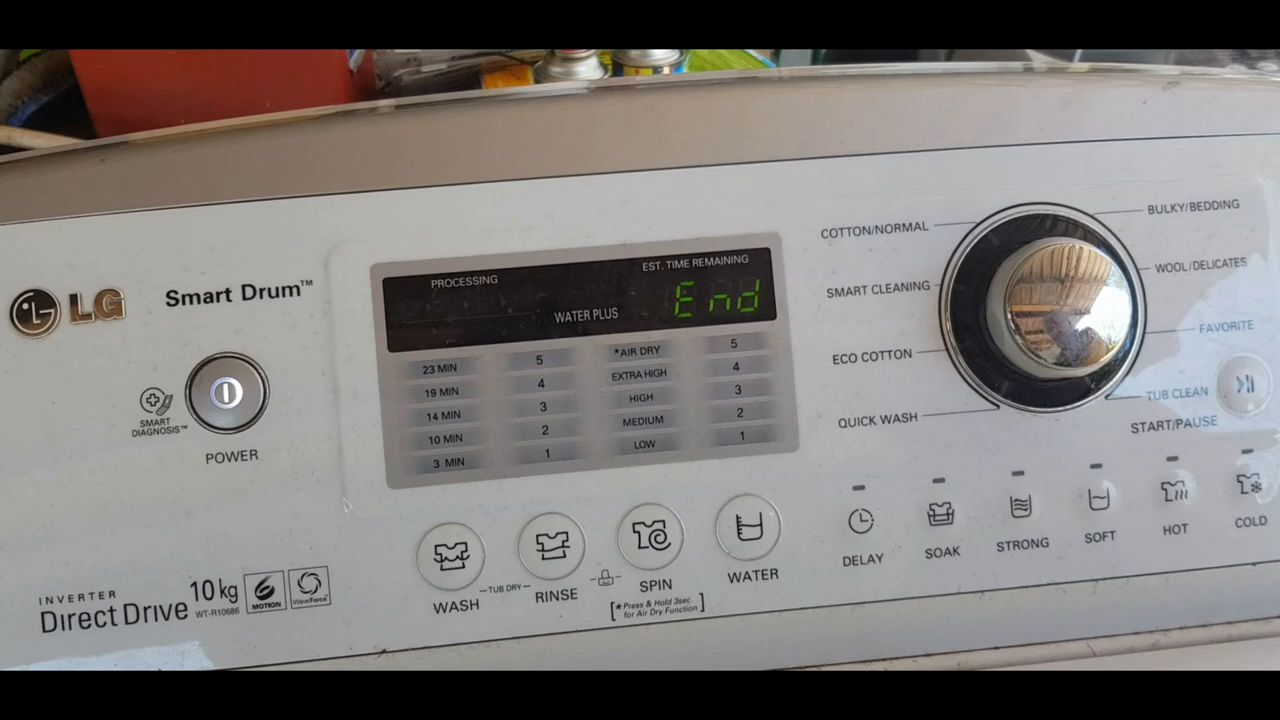 LG
Smart Drum™
SMART
DIAGNOSIS™
POWER
INVERTER
Direct Drive
10kg
WT-R10686
6
MOTION
WaveForce
PROCESSING
EST. TIME REMAINING
WATER PLUS
End
23 MIN 5 *AIR DRY 5
19 MIN 4 EXTRA HIGH 4
14 MIN 3 HIGH 3
10 MIN 2 MEDIUM 2
3 MIN 1 LOW 1
WASH
TUB DRY
RINSE
SPIN
[*Press & Hold 3sec
for Air Dry Function]
WATER
COTTON/NORMAL
SMART CLEANING
ECO COTTON
QUICK WASH
BULKY/BEDDING
WOOL/DELICATES
FAVORITE
TUB CLEAN
START/PAUSE
DELAY
SOAK
STRONG
SOFT
HOT
COLD